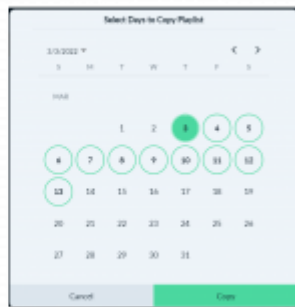 Select Days to Copy Playlist
3/3/2022
S M T W T F S
MAR
1 2 3 4 5
6 7 8 9 10 11 12
13 14 15 16 17 18 19
20 21 22 23 24 25 26
27 28 29 30 31
Cancel Copy